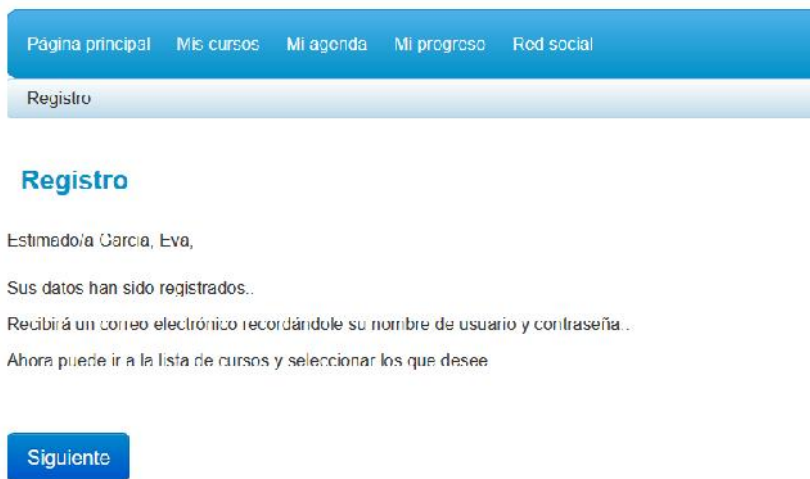 Página principal Mis cursos Mi agenda Mi progreso Red social
Registro
Registro
Estimado/a Garcia, Eva,
Sus datos han sido registrados..
Recibirá un correo electrónico recordándole su nombre de usuario y contraseña..
Ahora puede ir a la lista de cursos y seleccionar los que desee
Siguiente